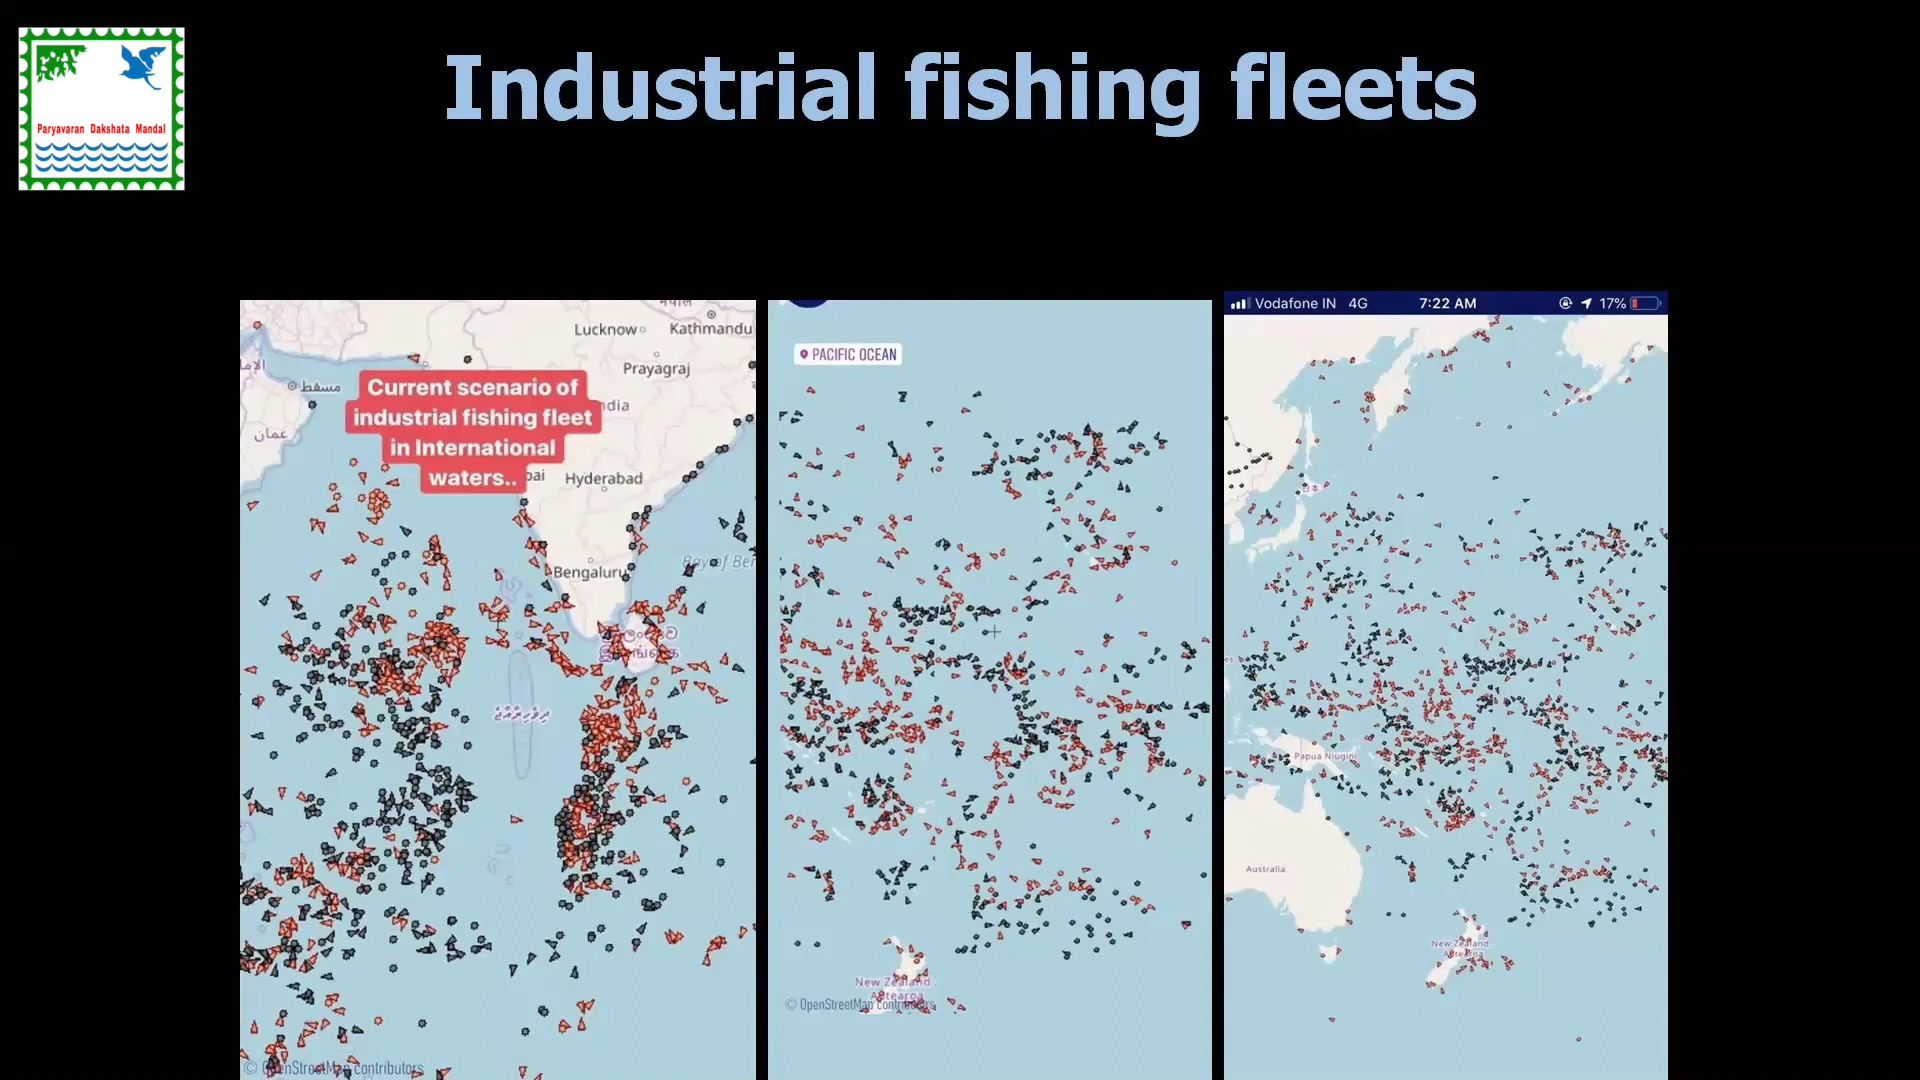 Paryavaran Dakshata Mandal
Industrial fishing fleets
नेपाल
Lucknow
Kathmandu
Prayagraj
مسقط
عمان
Current scenario of
industrial fishing fleet
in International
waters..
Hyderabad
Bengaluru
© OpenStreetMap contributors
PACIFIC OCEAN
New Zealand
Aotearoa
© OpenStreetMap contributors
Vodafone IN 4G 7:22 AM 17%
日本
Papua Niugini
Australia
New Zealand
Aotearoa